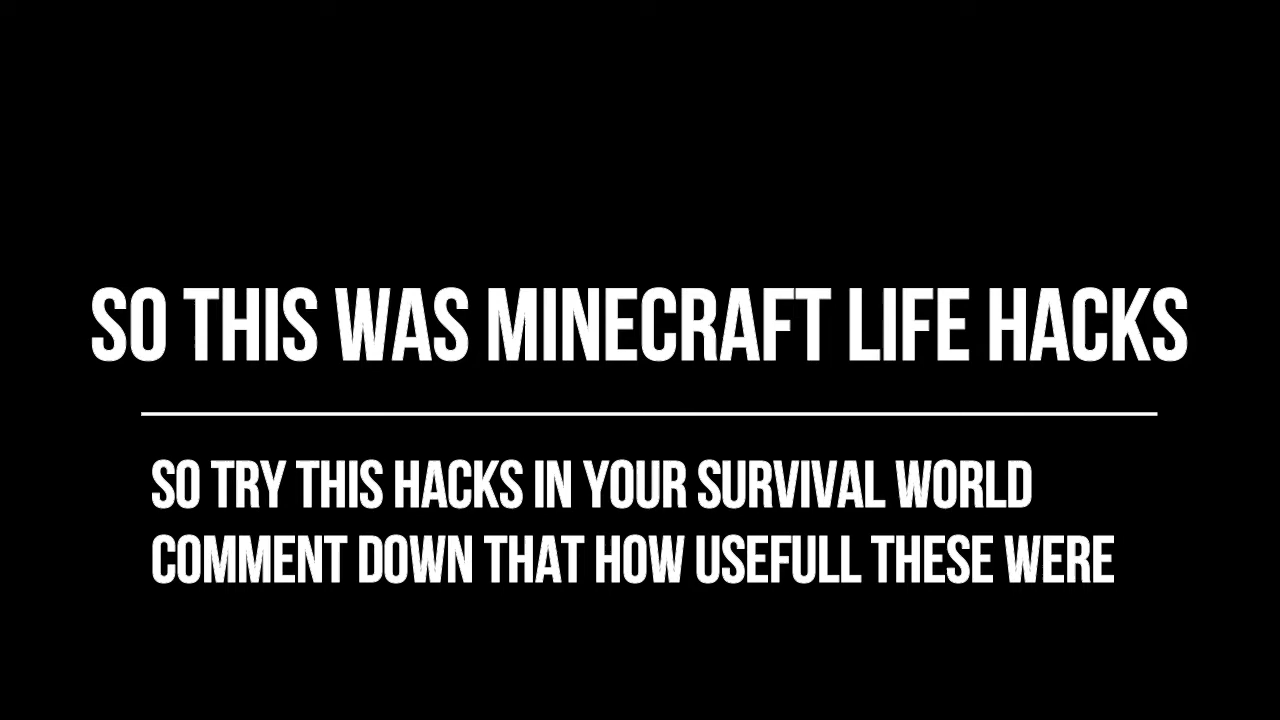 SO THIS WAS MINECRAFT LIFE HACKS
SO TRY THIS HACKS IN YOUR SURVIVAL WORLD
COMMENT DOWN THAT HOW USEFULL THESE WERE